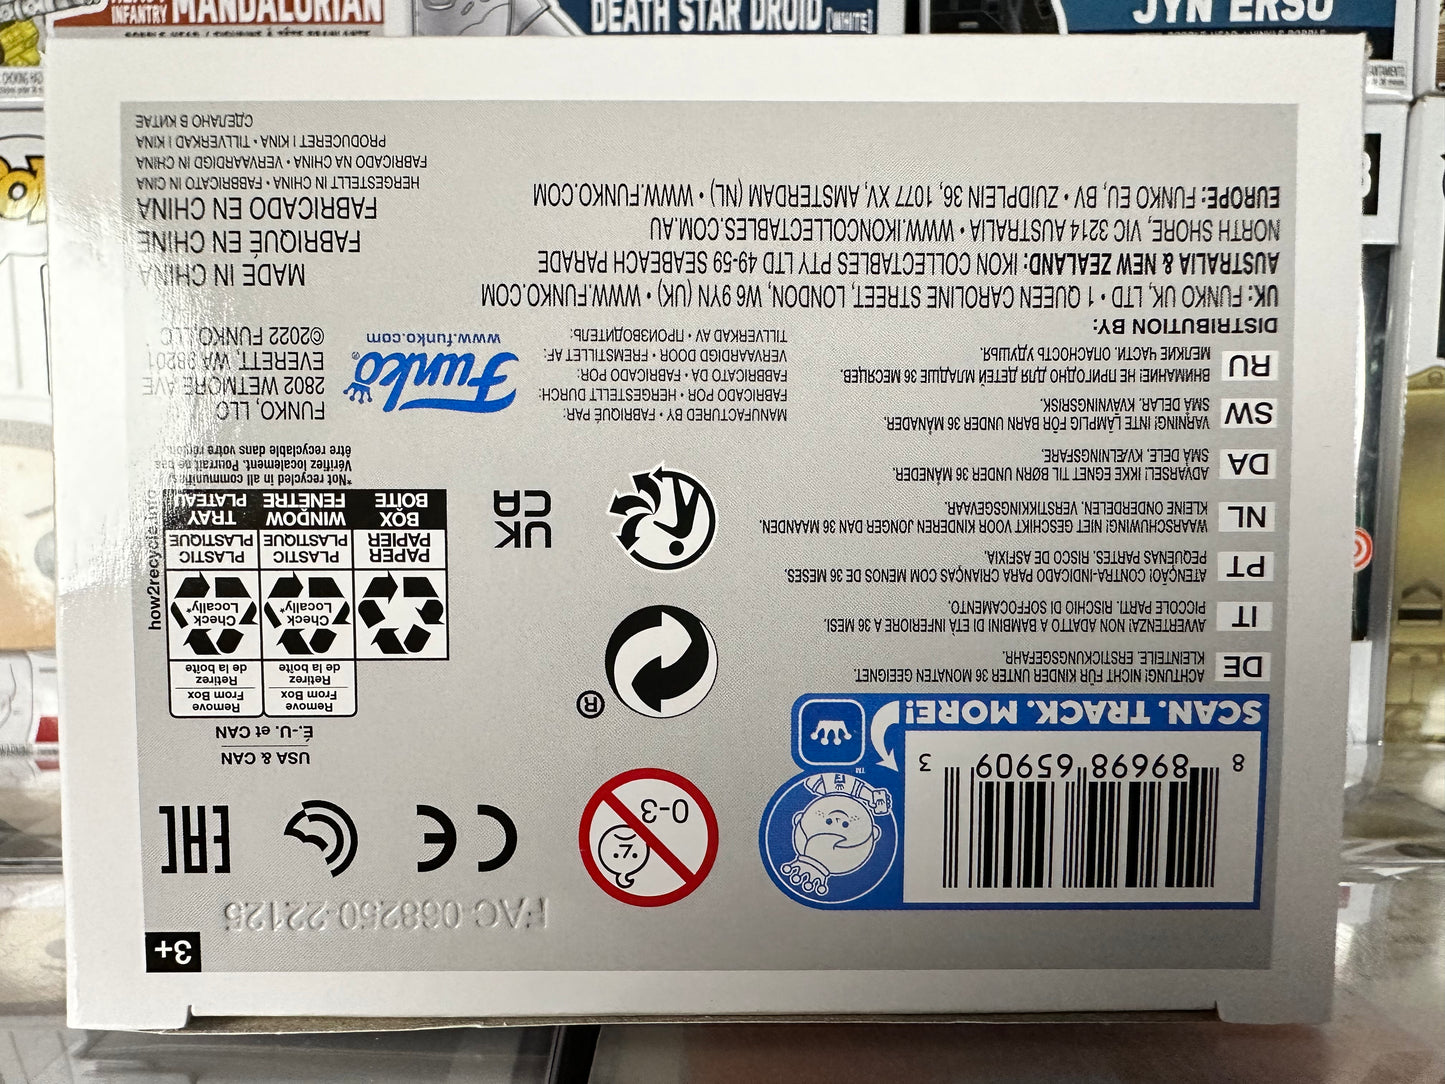 INFANTRY MANDALORIAN
DEATH STAR DROID [WHITE]
JYN ERSO
3+
FAC-068250-22125
8 89698 65909 3
SCAN. TRACK. MORE!
TM
0-3
CE
EAC
USA & CAN
É.-U. et CAN
Remove
From Box
Retirez
de la boîte
Remove
From Box
Retirez
de la boîte
Check
Locally*
Check
Locally*
PAPER
PAPIER
PLASTIC
PLASTIQUE
PLASTIC
PLASTIQUE
BOX
BOÎTE
WINDOW
FENÊTRE
TRAY
PLATEAU
how2recycle.info
*Not recycled in all communities.
Vérifiez localement. Pourrait ne pas
être recyclable dans votre région.
®
UK
CA
DE
ACHTUNG! NICHT FÜR KINDER UNTER 36 MONATEN GEEIGNET.
KLEINTEILE. ERSTICKUNGSGEFAHR.
IT
AVVERTENZA! NON ADATTO A BAMBINI DI ETÀ INFERIORE A 36 MESI.
PICCOLE PARTI. RISCHIO DI SOFFOCAMENTO.
PT
ATENÇÃO! CONTRA-INDICADO PARA CRIANÇAS COM MENOS DE 36 MESES.
PEQUENAS PARTES. RISCO DE ASFIXIA.
NL
WAARSCHUWING! NIET GESCHIKT VOOR KINDEREN JONGER DAN 36 MAANDEN.
KLEINE ONDERDELEN. VERSTIKKINGSGEVAAR.
DA
ADVARSEL! IKKE EGNET TIL BØRN UNDER 36 MÅNEDER.
SMÅ DELE. KVÆLNINGSFARE.
SW
VARNING! INTE LÄMPLIG FÖR BARN UNDER 36 MÅNADER.
SMÅ DELAR. KVÄVNINGSRISK.
RU
ВНИМАНИЕ! НЕ ПРИГОДНО ДЛЯ ДЕТЕЙ МЛАДШЕ 36 МЕСЯЦЕВ.
МЕЛКИЕ ЧАСТИ. ОПАСНОСТЬ УДУШЬЯ.
MANUFACTURED BY • FABRIQUÉ PAR:
FABRICADO POR • HERGESTELLT DURCH:
FABBRICATO DA • FABRICADO POR:
VERVAARDIGD DOOR • FREMSTILLET AF:
TILLVERKAD AV • ПРОИЗВОДИТЕЛЬ:
Funko®
www.funko.com
FUNKO, LLC
2802 WETMORE AVE
EVERETT, WA 98201
©2022 FUNKO, LLC
DISTRIBUTION BY:
UK: FUNKO UK, LTD • 1 QUEEN CAROLINE STREET, LONDON, W6 9YN (UK) • WWW.FUNKO.COM
AUSTRALIA & NEW ZEALAND: IKON COLLECTABLES PTY LTD 49-59 SEABEACH PARADE
NORTH SHORE, VIC 3214 AUSTRALIA • WWW.IKONCOLLECTABLES.COM.AU
EUROPE: FUNKO EU, BV • ZUIDPLEIN 36, 1077 XV, AMSTERDAM (NL) • WWW.FUNKO.COM
MADE IN CHINA
FABRIQUÉ EN CHINE
FABRICADO EN CHINA
HERGESTELLT IN CHINA • FABBRICATO IN CINA
FABRICADO NA CHINA • VERVAARDIGD IN CHINA
PRODUCERET I KINA • TILLVERKAD I KINA
СДЕЛАНО В КИТАЕ